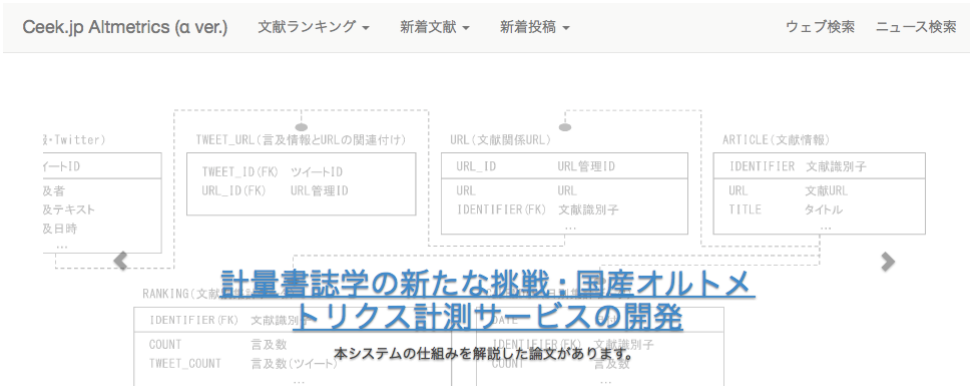 Ceek.jp Altmetrics (α ver.) 文献ランキング 新着文献 新着投稿 ウェブ検索 ニュース検索
・Twitter) TWEET_URL(言及情報とURLの関連付け) URL(文献関係URL) ARTICLE(文献情報)
イートID
及者
及テキスト
及日時
...
TWEET_ID(FK) ツイートID
URL_ID(FK) URL管理ID
URL_ID URL管理ID
URL URL
IDENTIFIER(FK) 文献識別子
...
IDENTIFIER 文献識別子
URL 文献URL
TITLE タイトル
...
計量書誌学の新たな挑戦：国産オルトメ
トリクス計測サービスの開発
本システムの仕組みを解説した論文があります。
RANKING(文献
IDENTIFIER(FK) 文献識別子
COUNT 言及数
TWEET_COUNT 言及数(ツイート)
...
DATE
IDENTIFIER(FK) 文献識別子
COUNT 言及数
...